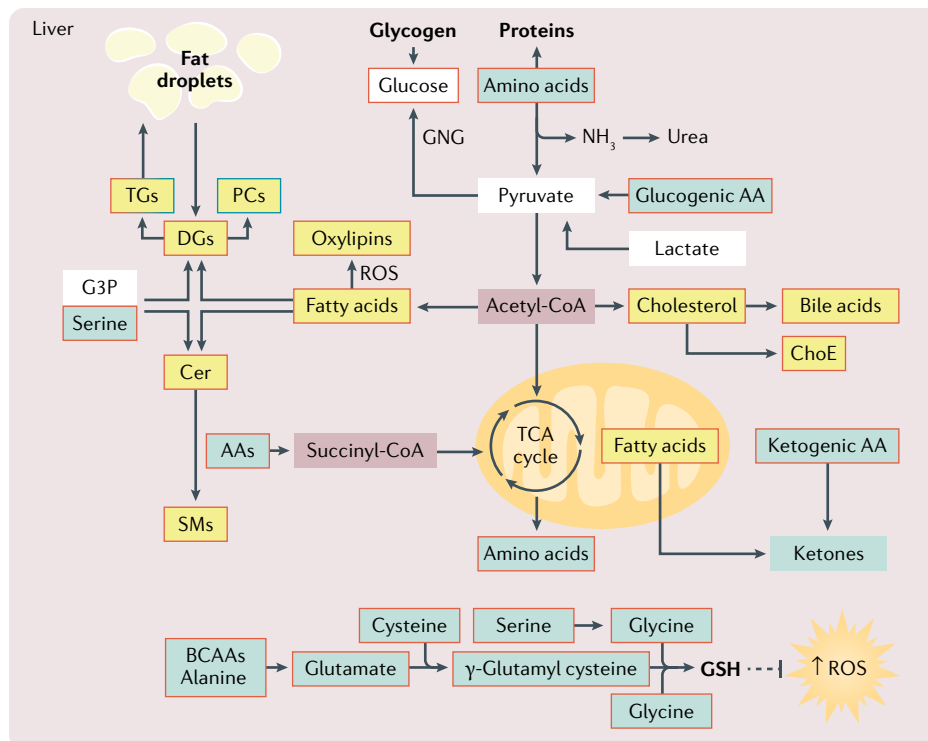 Liver
Glycogen
Proteins
Fat
droplets
Glucose
Amino acids
GNG
NH₃
Urea
TGs
PCs
Pyruvate
Glucogenic AA
DGs
Oxylipins
Lactate
ROS
G3P
Serine
Fatty acids
Acetyl-CoA
Cholesterol
Bile acids
ChoE
Cer
TCA
cycle
AAs
Succinyl-CoA
Fatty acids
Ketogenic AA
SMs
Amino acids
Ketones
Cysteine
Serine
Glycine
BCAAs
Alanine
Glutamate
γ-Glutamyl cysteine
GSH
↑ ROS
Glycine